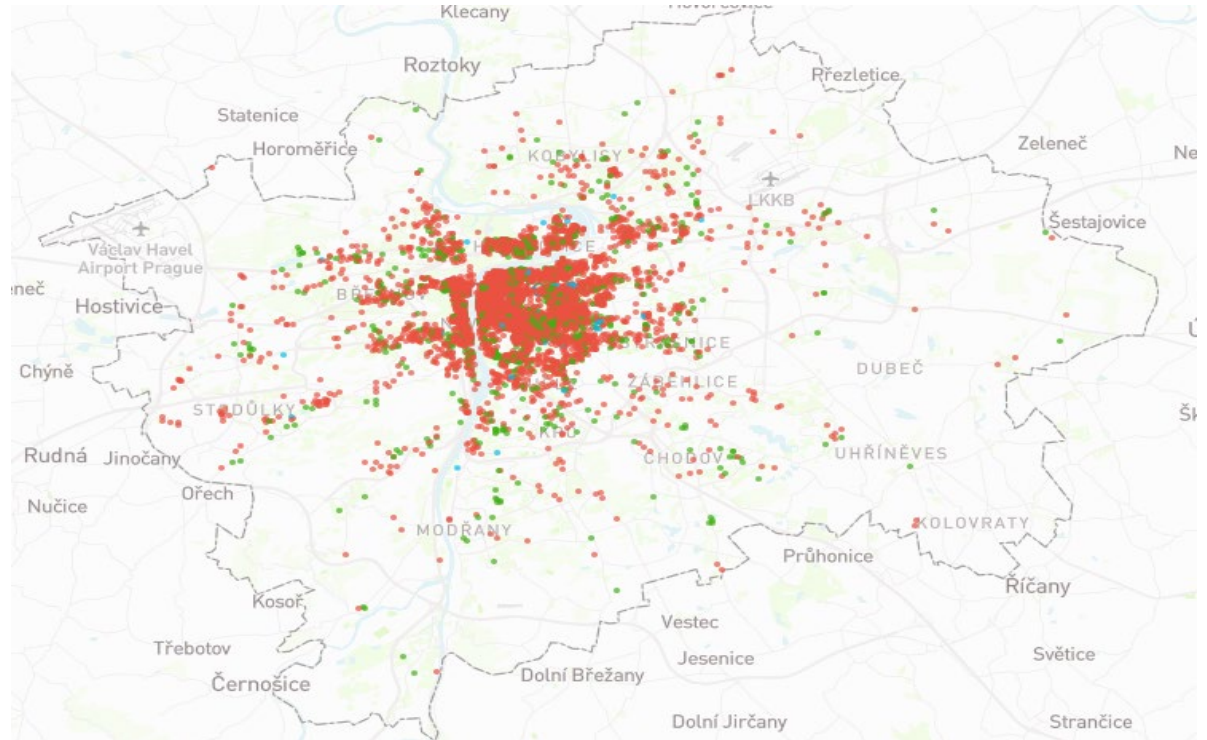 Klecany
Roztoky
Přezletice
Statenice
Zeleneč
Horoměřice
KOBYLISY
LKKB
Šestajovice
Václav Havel
Airport Prague
Hostivice
Chýně
DUBEČ
ZÁBĚHLICE
STODŮLKY
Rudná
Jinočany
KRČ
CHODOV
UHŘÍNĚVES
Ořech
Nučice
MODŘANY
KOLOVRATY
Průhonice
Říčany
Kosoř
Vestec
Třebotov
Jesenice
Světice
Dolní Břežany
Černošice
Dolní Jirčany
Strančice